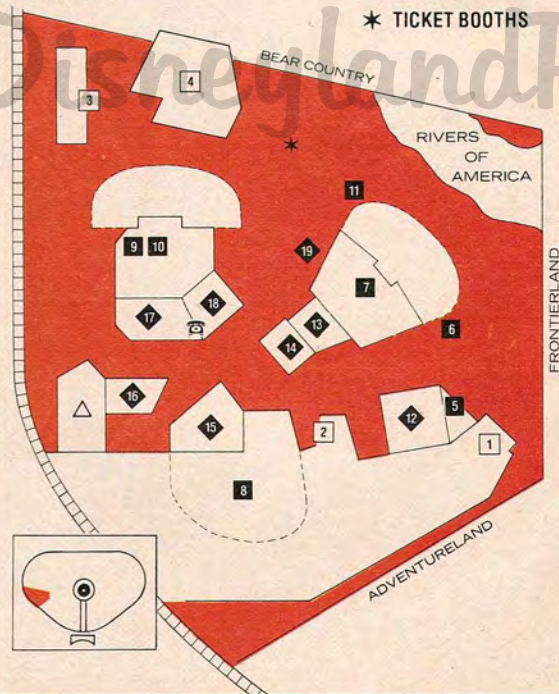 ✶ TICKET BOOTHS
DisneylandP
BEAR COUNTRY
4
3
RIVERS
OF
AMERICA
11
9 10
19
7
18
17
13
6
14
FRONTIERLAND
16
15
2
12
5
1
8
ADVENTURELAND